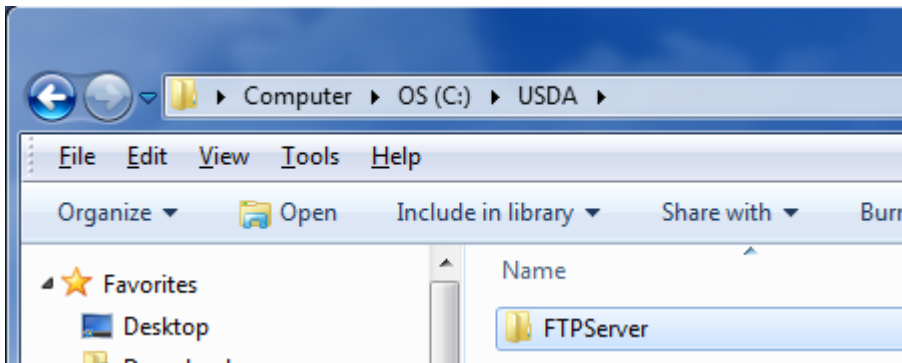 Computer ▸ OS (C:) ▸ USDA ▸
File Edit View Tools Help
Organize ▼ Open Include in library ▼ Share with ▼
Name
Favorites
Desktop
FTPServer